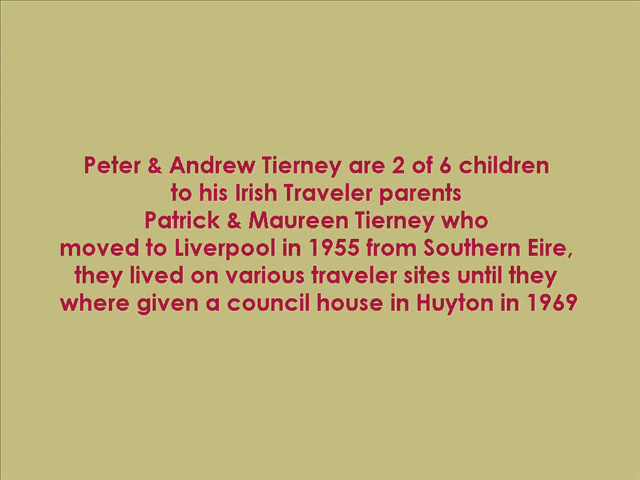 Peter & Andrew Tierney are 2 of 6 children
to his Irish Traveler parents
Patrick & Maureen Tierney who
moved to Liverpool in 1955 from Southern Eire,
they lived on various traveler sites until they
where given a council house in Huyton in 1969